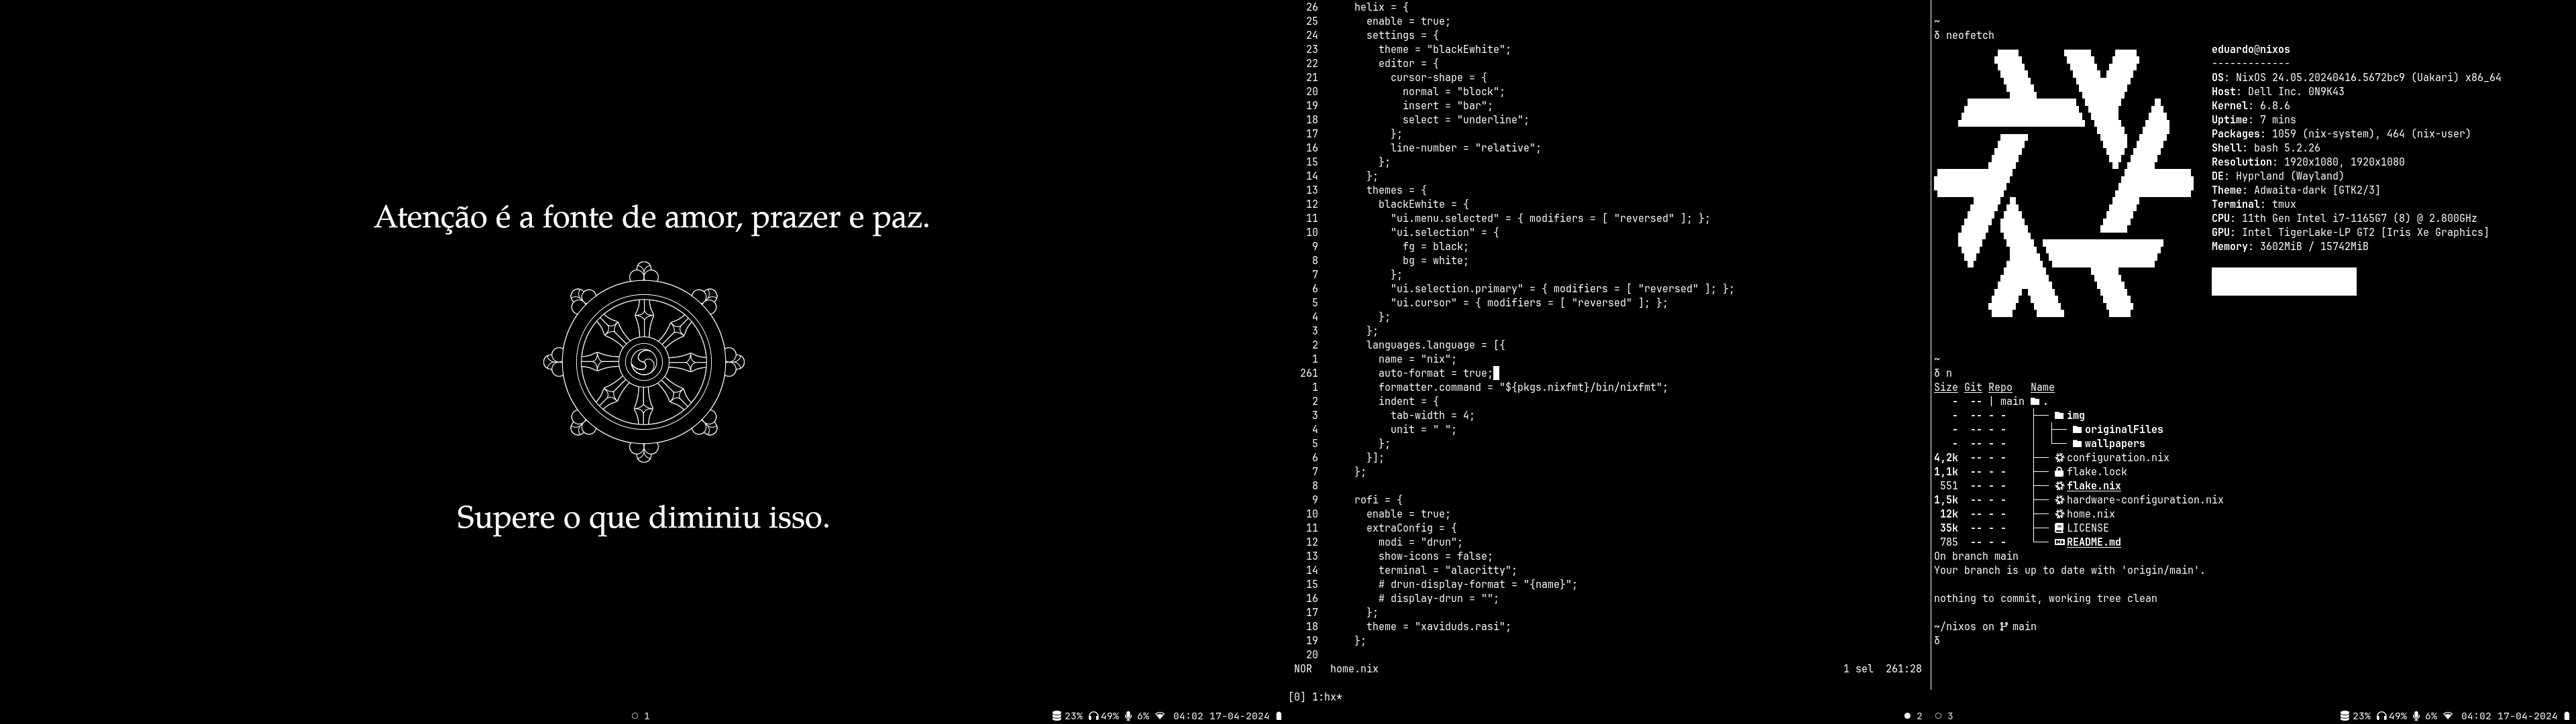 Atenção é a fonte de amor, prazer e paz.
Supere o que diminiu isso.
1
23% 49% 6% 04:02 17-04-2024
26 helix = {
25 enable = true;
24 settings = {
23 theme = "blackEwhite";
22 editor = {
21 cursor-shape = {
20 normal = "block";
19 insert = "bar";
18 select = "underline";
17 };
16 line-number = "relative";
15 };
14 };
13 themes = {
12 blackEwhite = {
11 "ui.menu.selected" = { modifiers = [ "reversed" ]; };
10 "ui.selection" = {
9 fg = black;
8 bg = white;
7 };
6 "ui.selection.primary" = { modifiers = [ "reversed" ]; };
5 "ui.cursor" = { modifiers = [ "reversed" ]; };
4 };
3 };
2 languages.language = [{
1 name = "nix";
261 auto-format = true;
1 formatter.command = "${pkgs.nixfmt}/bin/nixfmt";
2 indent = {
3 tab-width = 4;
4 unit = " ";
5 };
6 }];
7 };
8
9 rofi = {
10 enable = true;
11 extraConfig = {
12 modi = "drun";
13 show-icons = false;
14 terminal = "alacritty";
15 # drun-display-format = "{name}";
16 # display-drun = "";
17 };
18 theme = "xaviduds.rasi";
19 };
20
NOR home.nix 1 sel 261:28
[0] 1:hx*
~
δ neofetch
eduardo@nixos
-------------
OS: NixOS 24.05.20240416.5672bc9 (Uakari) x86_64
Host: Dell Inc. 0N9K43
Kernel: 6.8.6
Uptime: 7 mins
Packages: 1059 (nix-system), 464 (nix-user)
Shell: bash 5.2.26
Resolution: 1920x1080, 1920x1080
DE: Hyprland (Wayland)
Theme: Adwaita-dark [GTK2/3]
Terminal: tmux
CPU: 11th Gen Intel i7-1165G7 (8) @ 2.800GHz
GPU: Intel TigerLake-LP GT2 [Iris Xe Graphics]
Memory: 3602MiB / 15742MiB
~
δ n
Size Git Repo Name
- -- | main .
- -- - - img
- -- - - originalFiles
- -- - - wallpapers
4,2k -- - - configuration.nix
1,1k -- - - flake.lock
551 -- - - flake.nix
1,5k -- - - hardware-configuration.nix
12k -- - - home.nix
35k -- - - LICENSE
785 -- - - README.md
On branch main
Your branch is up to date with 'origin/main'.
nothing to commit, working tree clean
~/nixos on main
δ
2 3
23% 49% 6% 04:02 17-04-2024